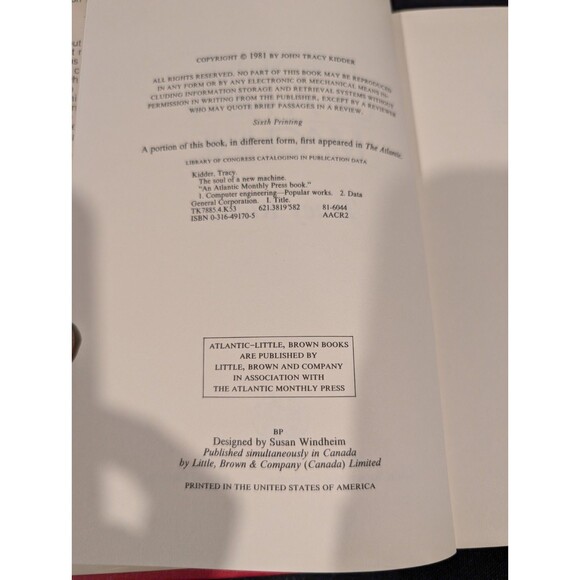 COPYRIGHT © 1981 BY JOHN TRACY KIDDER
ALL RIGHTS RESERVED. NO PART OF THIS BOOK MAY BE REPRODUCED
IN ANY FORM OR BY ANY ELECTRONIC OR MECHANICAL MEANS IN-
CLUDING INFORMATION STORAGE AND RETRIEVAL SYSTEMS WITHOUT
PERMISSION IN WRITING FROM THE PUBLISHER, EXCEPT BY A REVIEWER
WHO MAY QUOTE BRIEF PASSAGES IN A REVIEW.
Sixth Printing
A portion of this book, in different form, first appeared in The Atlantic.
LIBRARY OF CONGRESS CATALOGING IN PUBLICATION DATA
Kidder, Tracy.
The soul of a new machine.
"An Atlantic Monthly Press book."
1. Computer engineering—Popular works. 2. Data
General Corporation. I. Title.
TK7885.4.K53 621.3819'582 81-6044
ISBN 0-316-49170-5 AACR2
ATLANTIC–LITTLE, BROWN BOOKS
ARE PUBLISHED BY
LITTLE, BROWN AND COMPANY
IN ASSOCIATION WITH
THE ATLANTIC MONTHLY PRESS
BP
Designed by Susan Windheim
Published simultaneously in Canada
by Little, Brown & Company (Canada) Limited
PRINTED IN THE UNITED STATES OF AMERICA